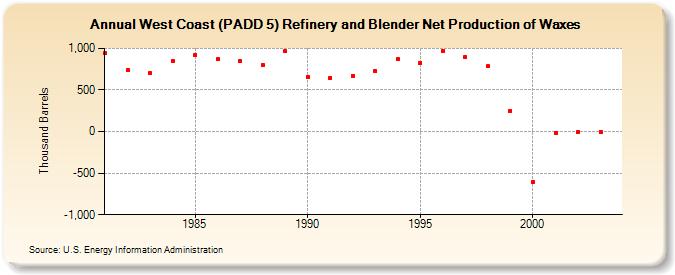 Annual West Coast (PADD 5) Refinery and Blender Net Production of Waxes
Thousand Barrels
1,000
500
0
-500
-1,000
1985 1990 1995 2000
Source: U.S. Energy Information Administration